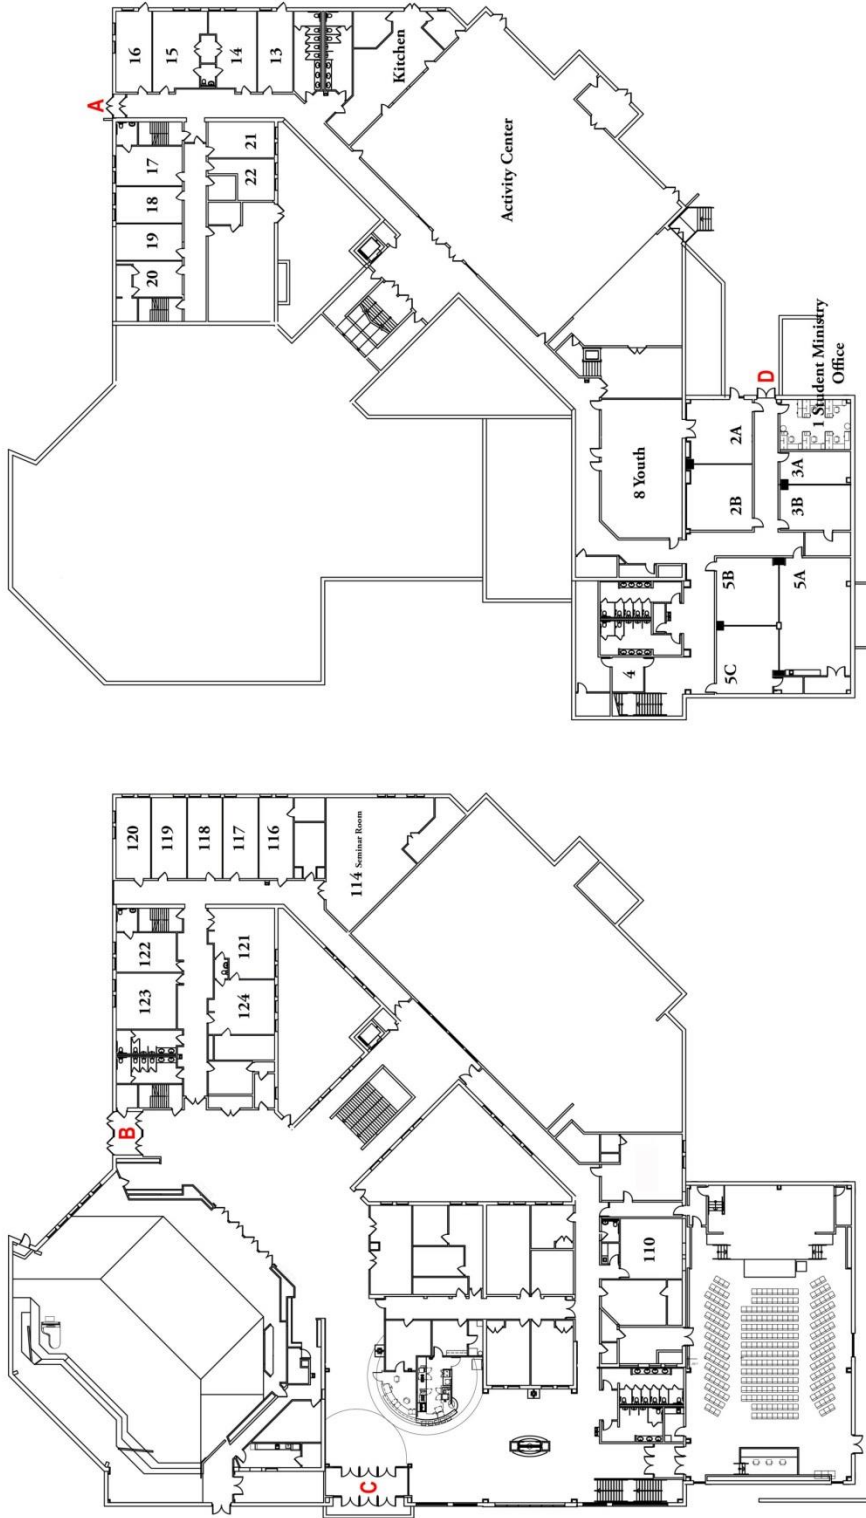 A
16
15
14
13
Kitchen
17
18
19
20
21
22
Activity Center
8 Youth
2A
2B
D
1 Student Ministry
Office
3A
3B
4
5B
5C
5A
120
119
118
117
116
114 Seminar Room
122
123
121
124
B
C
110